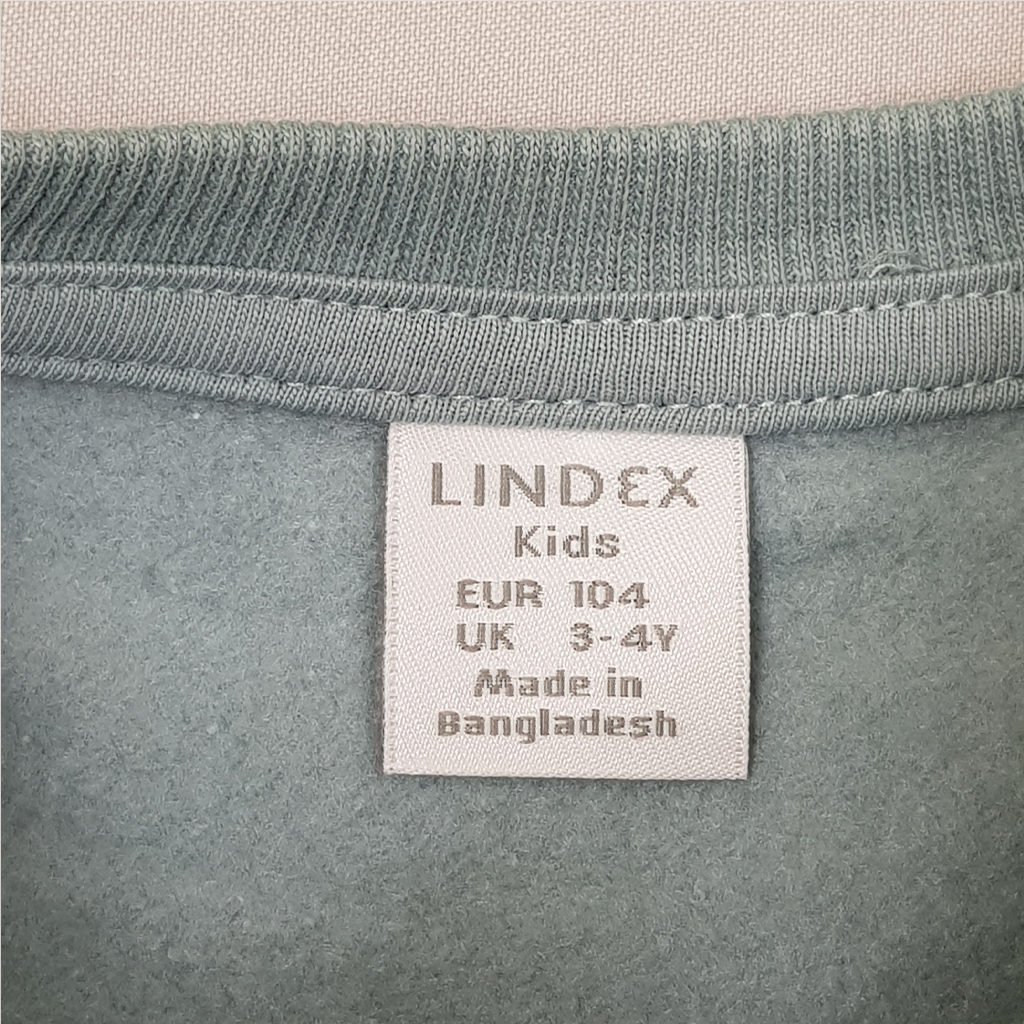 LINDEX
Kids
EUR 104
UK 3-4Y
Made in
Bangladesh